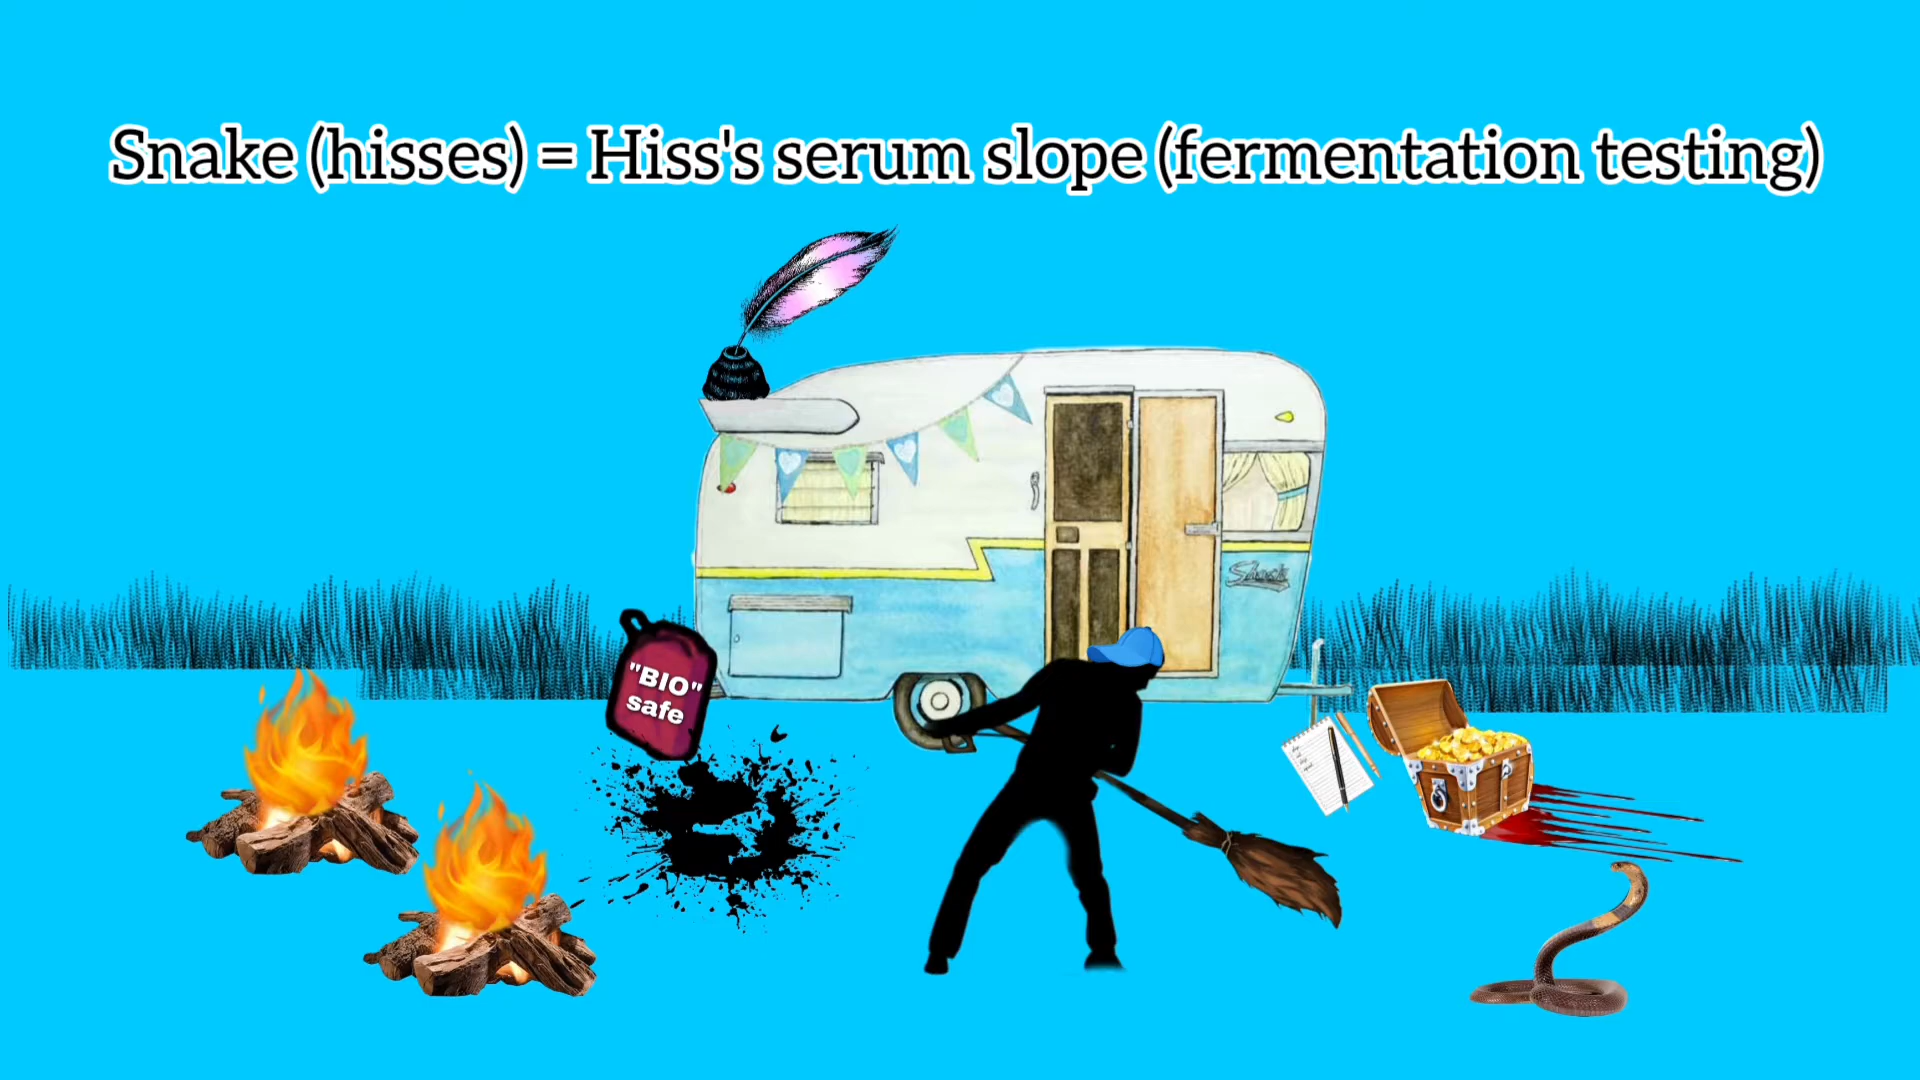 Snake (hisses) = Hiss's serum slope (fermentation testing)
"BIO"
safe